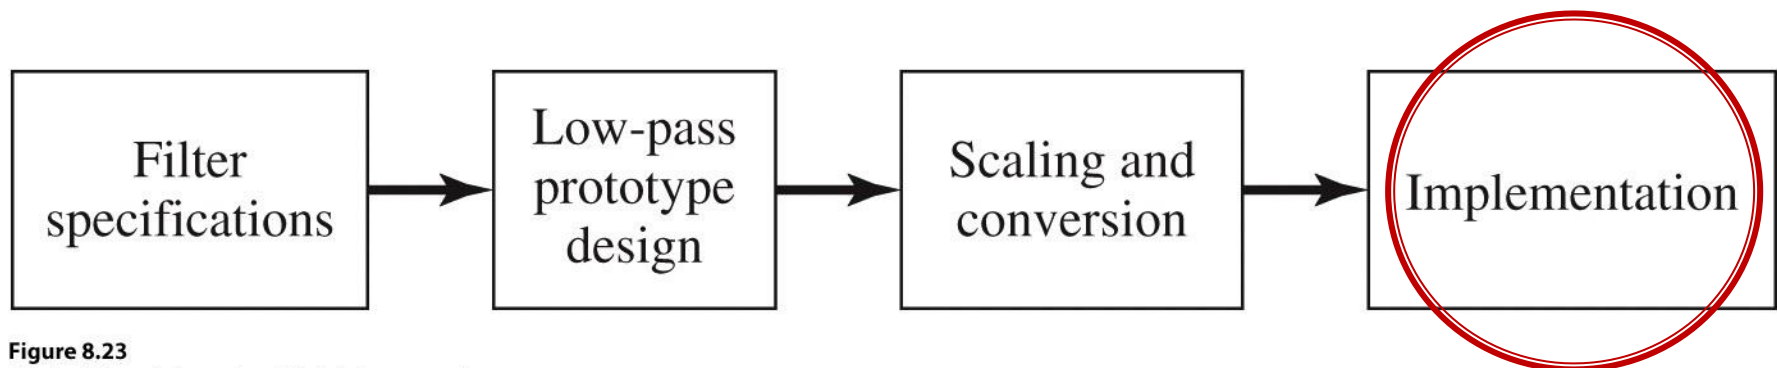 Filter
specifications
Low-pass
prototype
design
Scaling and
conversion
Implementation
Figure 8.23